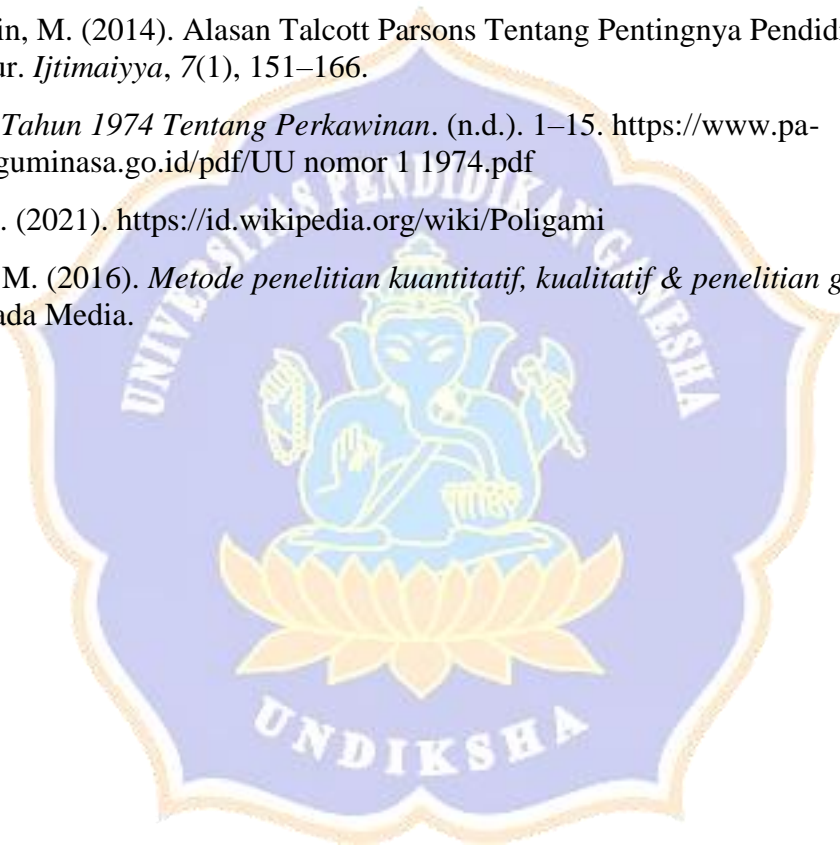 in, M. (2014). Alasan Talcott Parsons Tentang Pentingnya Pendidi
ur. Ijtimaiyya, 7(1), 151–166.
Tahun 1974 Tentang Perkawinan. (n.d.). 1–15. https://www.pa-
guminasa.go.id/pdf/UU nomor 1 1974.pdf
. (2021). https://id.wikipedia.org/wiki/Poligami
M. (2016). Metode penelitian kuantitatif, kualitatif & penelitian g
ada Media.
UNIVERSITAS PENDIDIKAN GANESHA
UNDIKSHA